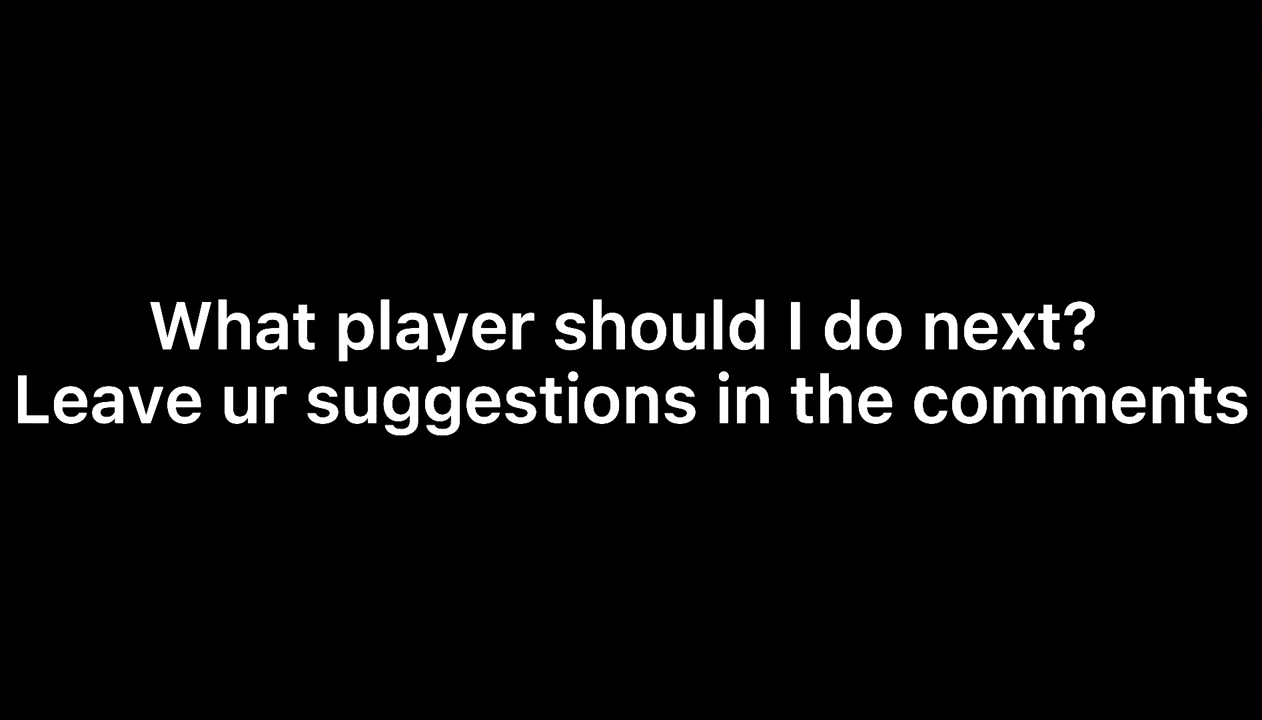 What player should I do next?
Leave ur suggestions in the comments